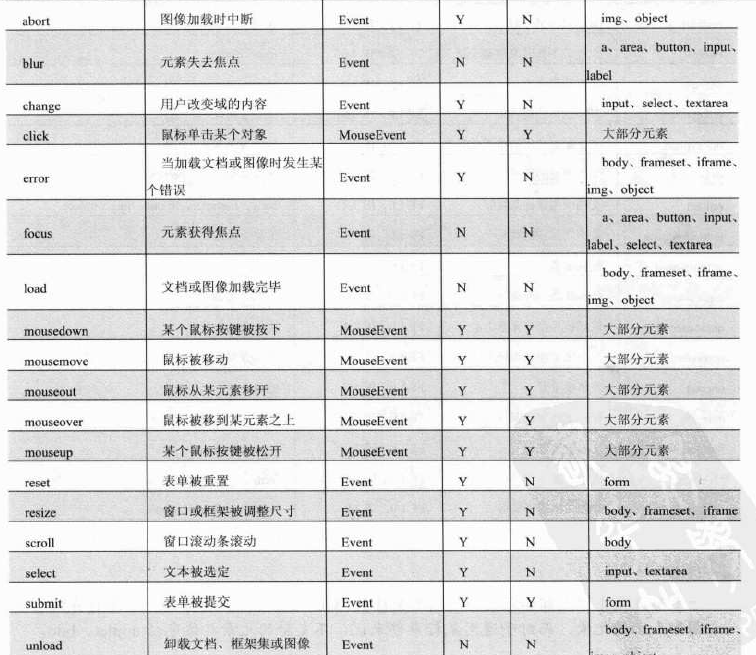 abort 图像加载时中断 Event Y N img、object
blur 元素失去焦点 Event N N a、area、button、input、
label
change 用户改变域的内容 Event Y N input、select、textarea
click 鼠标单击某个对象 MouseEvent Y Y 大部分元素
error 当加载文档或图像时发生某 Event Y N body、frameset、iframe、
个错误 img、object
focus 元素获得焦点 Event N N a、area、button、input、
label、select、textarea
load 文档或图像加载完毕 Event N N body、frameset、iframe、
img、object
mousedown 某个鼠标按键被按下 MouseEvent Y Y 大部分元素
mousemove 鼠标被移动 MouseEvent Y Y 大部分元素
mouseout 鼠标从某元素移开 MouseEvent Y Y 大部分元素
mouseover 鼠标被移到某元素之上 MouseEvent Y Y 大部分元素
mouseup 某个鼠标按键被松开 MouseEvent Y Y 大部分元素
reset 表单被重置 Event Y N form
resize 窗口或框架被调整尺寸 Event Y N body、frameset、iframe
scroll 窗口滚动条滚动 Event Y N body
select 文本被选定 Event Y N input、textarea
submit 表单被提交 Event Y Y form
unload 卸载文档、框架集或图像 Event N N body、frameset、iframe、